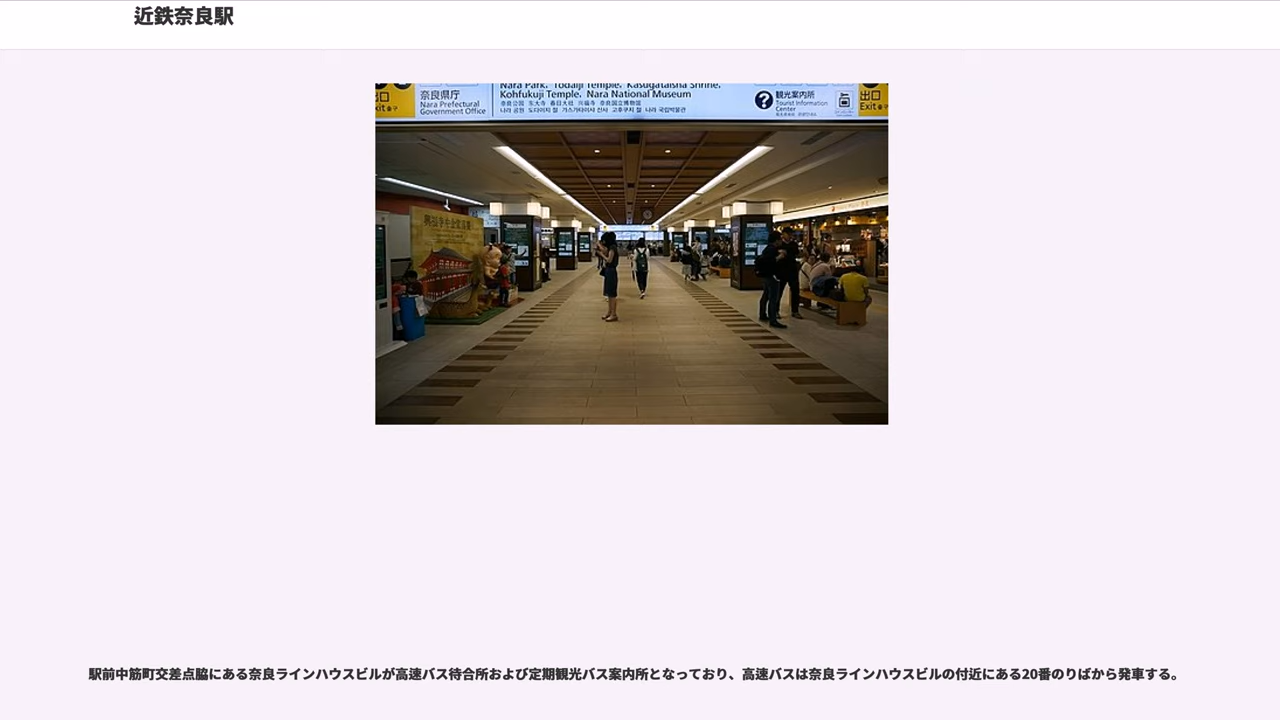 近鉄奈良駅
出口
Exit
奈良県庁
Nara Prefectural
Government Office
Nara Park, Todaiji Temple, Kasugataisha Shrine,
Kohfukuji Temple, Nara National Museum
観光案内所
Tourist Information
Center
出口
Exit
駅前中筋町交差点脇にある奈良ラインハウスビルが高速バス待合所および定期観光バス案内所となっており、高速バスは奈良ラインハウスビルの付近にある20番のりばから発車する。